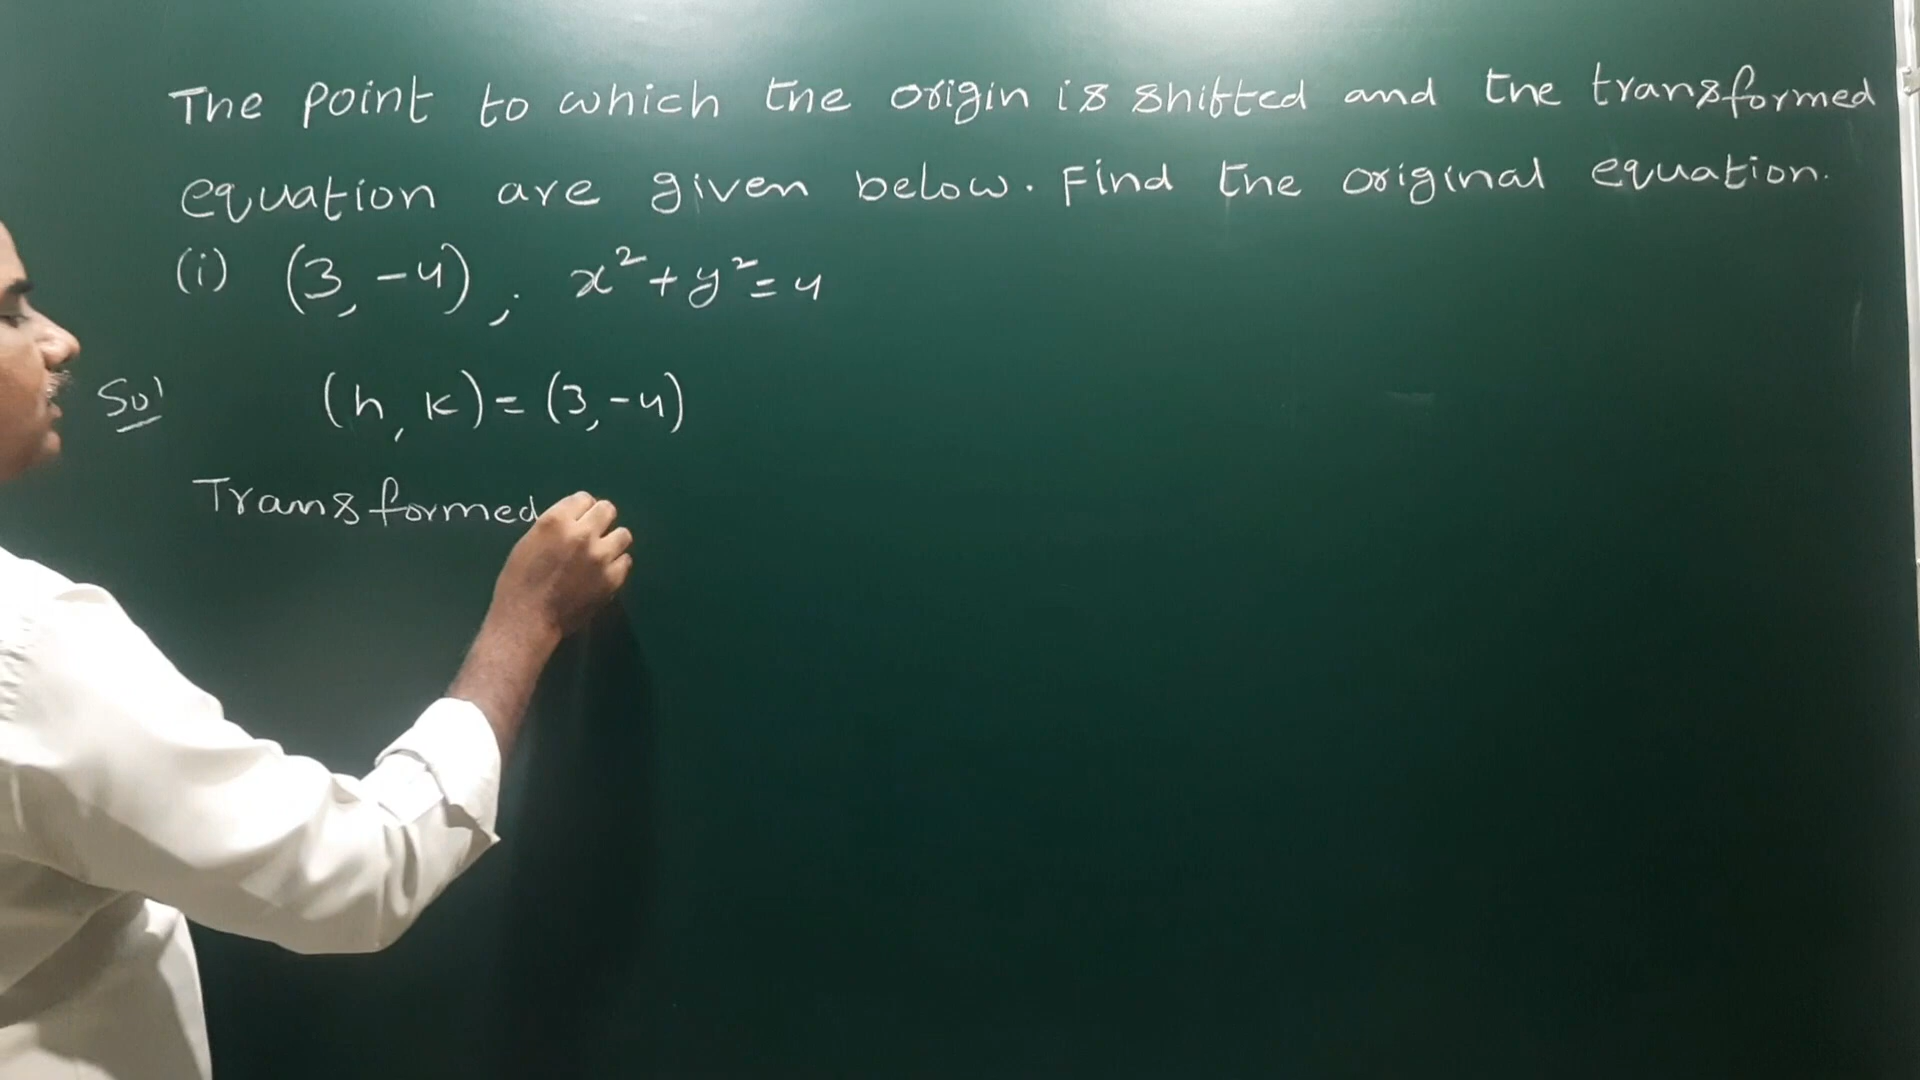 The point to which the origin is shifted and the transformed
equation are given below. Find the original equation.
(i) (3, -4) ; x²+y²=4
Sol (h, k) = (3, -4)
Transformed